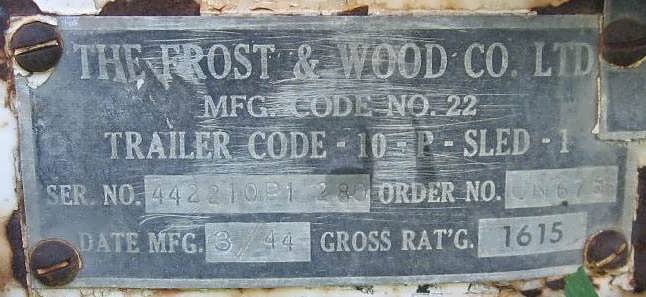 THE FROST & WOOD CO. LTD
MFG. CODE NO. 22
TRAILER CODE - 10 - P - SLED - 1
SER. NO. 442210P1 280 ORDER NO.
DATE MFG. 3/44 GROSS RAT'G. 1615